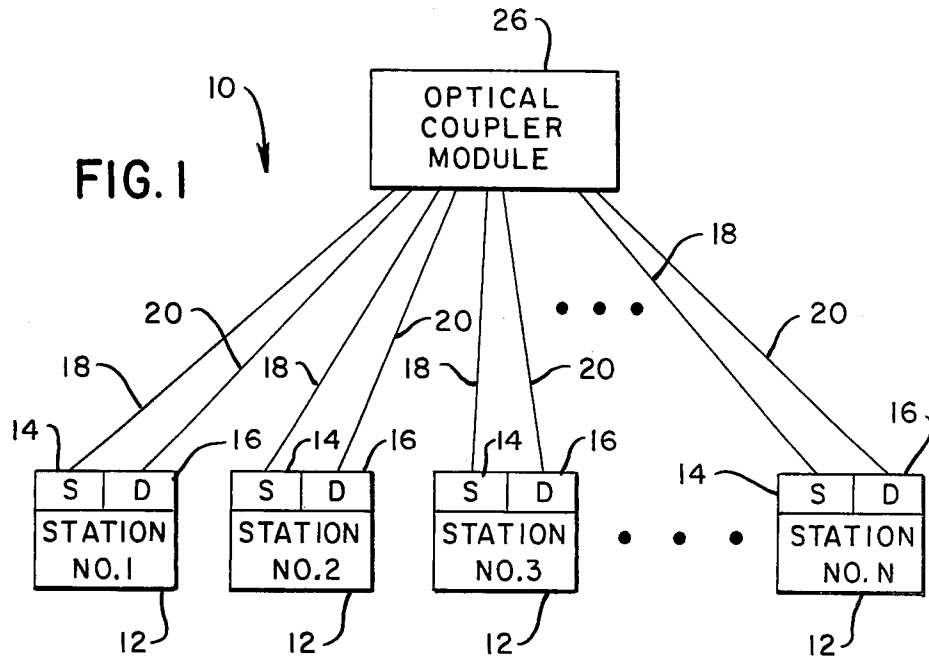 26
10
OPTICAL
COUPLER
MODULE
FIG. 1
18
20
20
20
18
18
18
20
14
16
14
16
14
16
14
16
S D
S D
S D
S D
STATION
NO.1
STATION
NO.2
STATION
NO.3
STATION
NO. N
12
12
12
12